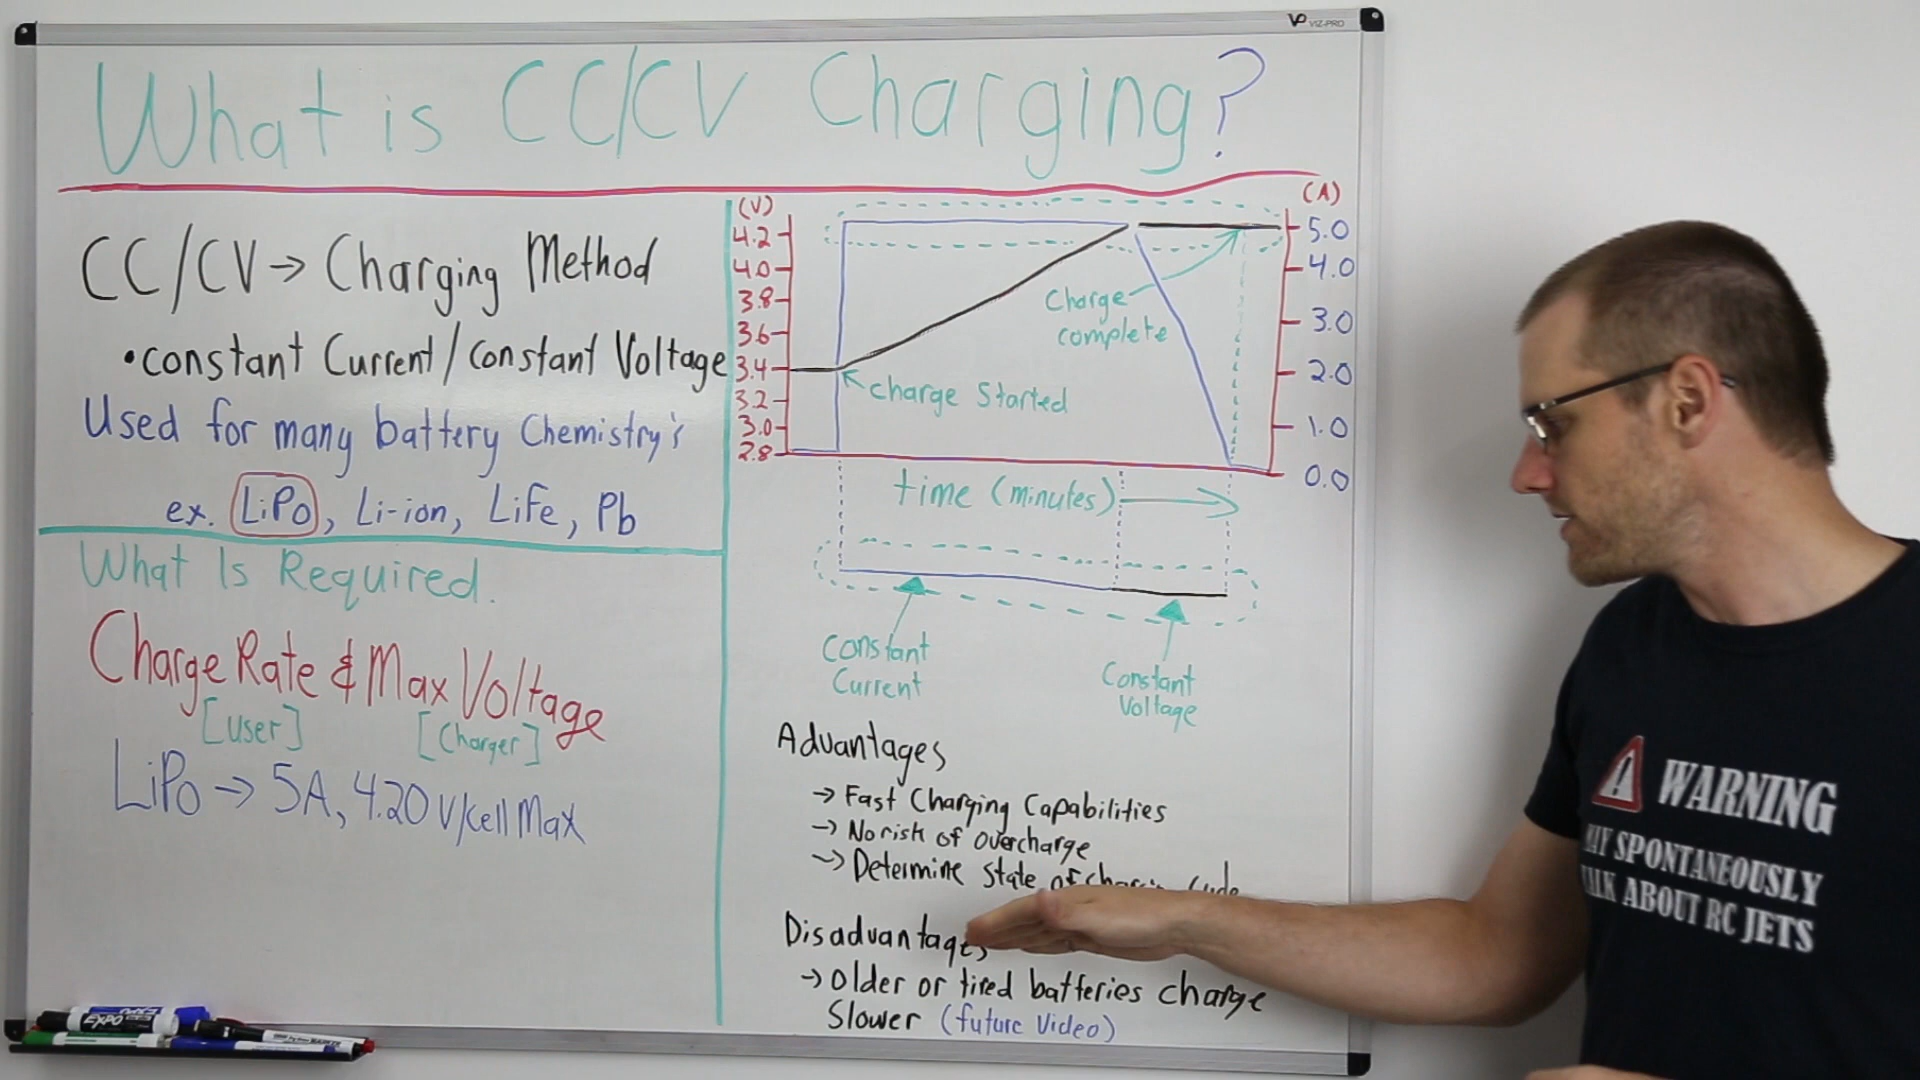 VP VIZ-PRO
What is CC/CV Charging?
CC/CV → Charging Method
• constant Current/Constant Voltage
Used for many battery Chemistry's
ex. LiPo, Li-ion, LiFe, Pb
What Is Required.
Charge Rate & Max Voltage
[User] [Charger]
LiPo → 5A, 4.20 V/cell Max
(V)
4.2
4.0
3.8
3.6
3.4
3.2
3.0
2.8
(A)
5.0
4.0
3.0
2.0
1.0
0.0
Charge
complete
Charge Started
time (minutes)
Constant
Current
Constant
Voltage
Advantages
→ Fast Charging Capabilities
→ No risk of overcharge
→ Determine State of
Disadvantages
→ Older or tired batteries charge
Slower (future Video)
EXPO
WARNING
MAY SPONTANEOUSLY
TALK ABOUT RC JETS